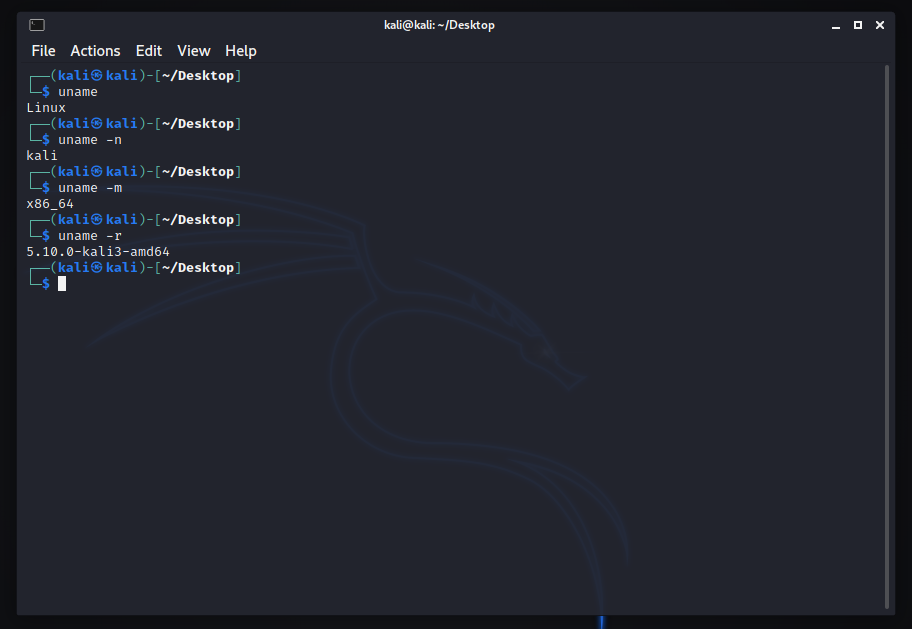 kali@kali: ~/Desktop
File Actions Edit View Help
┌──(kali㉿kali)-[~/Desktop]
└─$ uname
Linux
┌──(kali㉿kali)-[~/Desktop]
└─$ uname -n
kali
┌──(kali㉿kali)-[~/Desktop]
└─$ uname -m
x86_64
┌──(kali㉿kali)-[~/Desktop]
└─$ uname -r
5.10.0-kali3-amd64
┌──(kali㉿kali)-[~/Desktop]
└─$